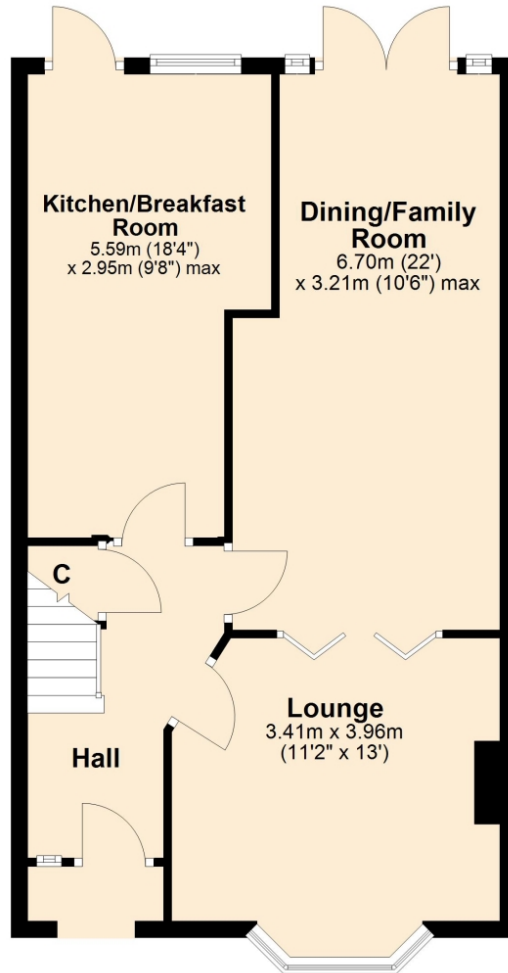 Kitchen/Breakfast
Room
5.59m (18'4")
x 2.95m (9'8") max
Dining/Family
Room
6.70m (22')
x 3.21m (10'6") max
C
Lounge
3.41m x 3.96m
(11'2" x 13')
Hall